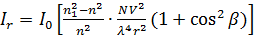 I_r = I_0 [ (n_1^2 − n^2) / n^2 · NV^2 / (λ^4 r^2) (1 + cos^2 β)